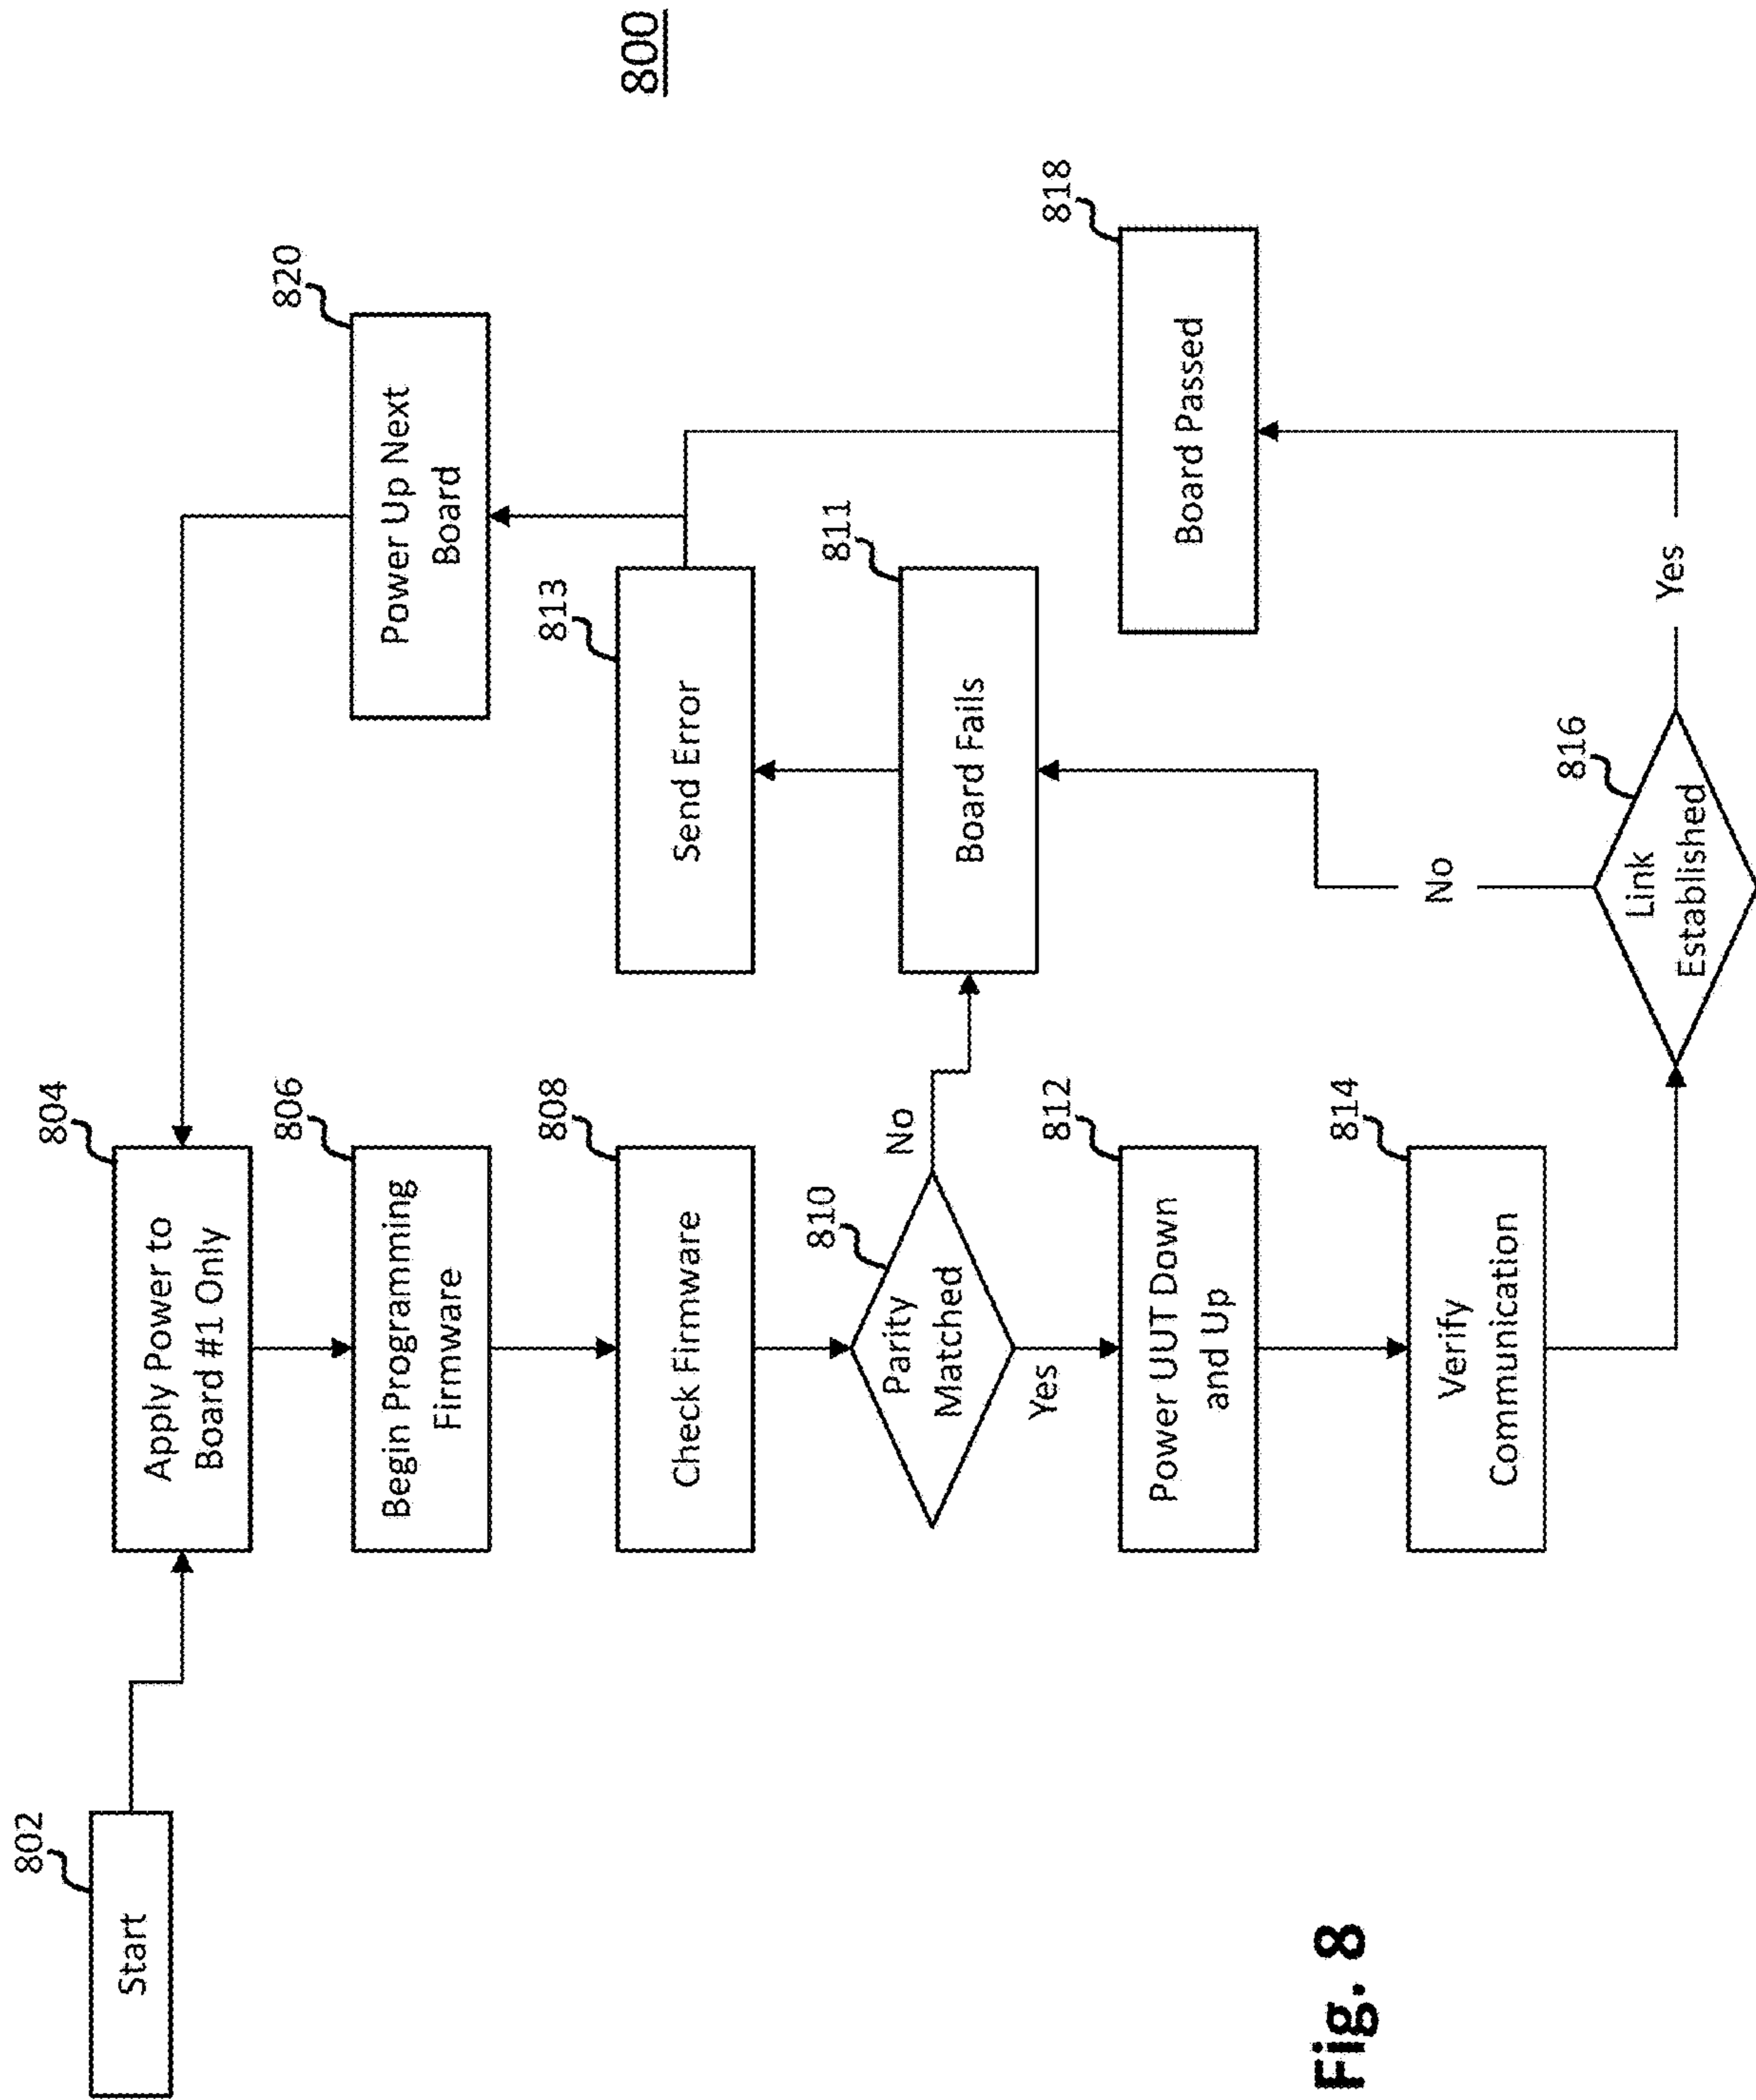 800
802
Start
804
Apply Power to
Board #1 Only
806
Begin Programming
Firmware
808
Check Firmware
810
Parity
Matched
No
Yes
812
Power UUT Down
and Up
814
Verify
Communication
816
Link
Established
No
Yes
811
Board Fails
813
Send Error
818
Board Passed
820
Power Up Next
Board
Fig. 8